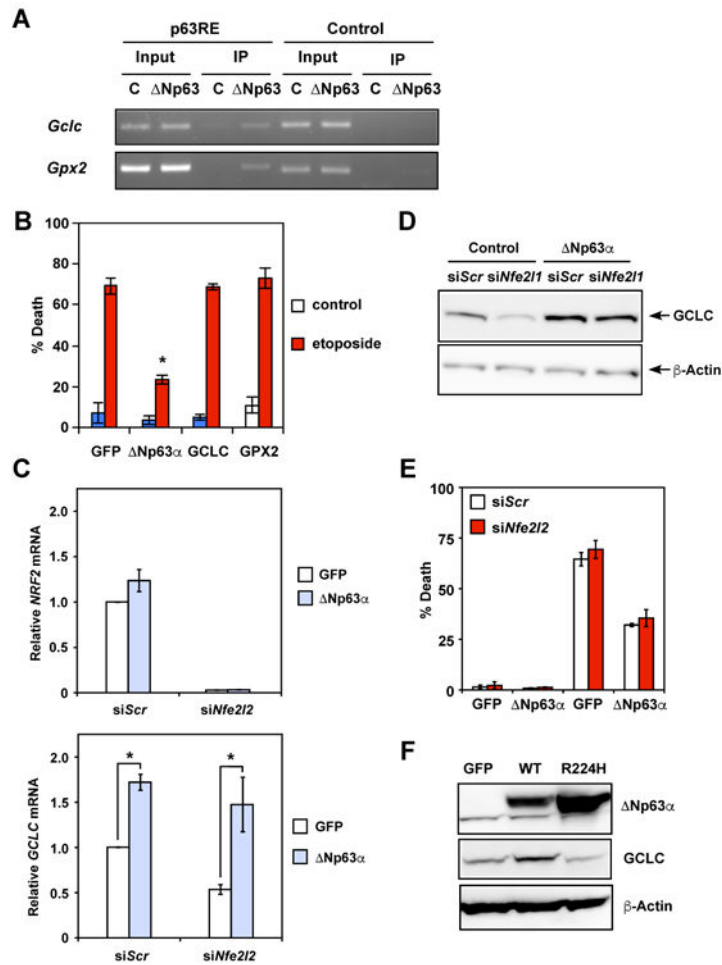 A
p63RE Control
Input IP Input IP
C ΔNp63 C ΔNp63 C ΔNp63 C ΔNp63
Gclc
Gpx2
B
% Death
100
80
60
40
20
0
*
GFP ΔNp63α GCLC GPX2
control
etoposide
C
Relative NRF2 mRNA
2.0
1.5
1.0
0.5
0
siScr siNfe2l2
GFP
ΔNp63α
Relative GCLC mRNA
2.0
1.5
1.0
0.5
0
* *
siScr siNfe2l2
GFP
ΔNp63α
D
Control ΔNp63α
siScr siNfe2l1 siScr siNfe2l1
GCLC
β-Actin
E
% Death
100
75
50
25
0
siScr
siNfe2l2
GFP ΔNp63α GFP ΔNp63α
F
GFP WT R224H
ΔNp63α
GCLC
β-Actin